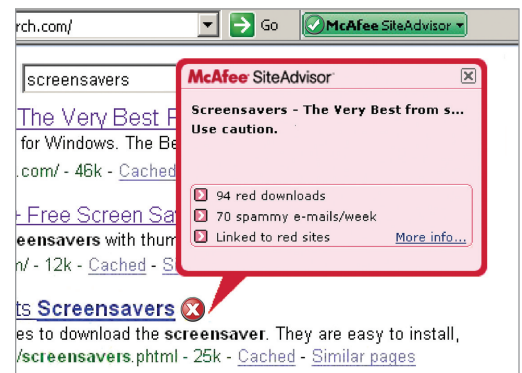 rch.com/ Go McAfee SiteAdvisor
screensavers
McAfee SiteAdvisor
Screensavers - The Very Best from s...
Use caution.
94 red downloads
70 spammy e-mails/week
Linked to red sites More info...
The Very Best
for Windows. The Be
.com/ - 46k - Cached
Free Screen Sa
eensavers with thum
/ - 12k - Cached - S
ts Screensavers
es to download the screensaver. They are easy to install,
/screensavers.phtml - 25k - Cached - Similar pages